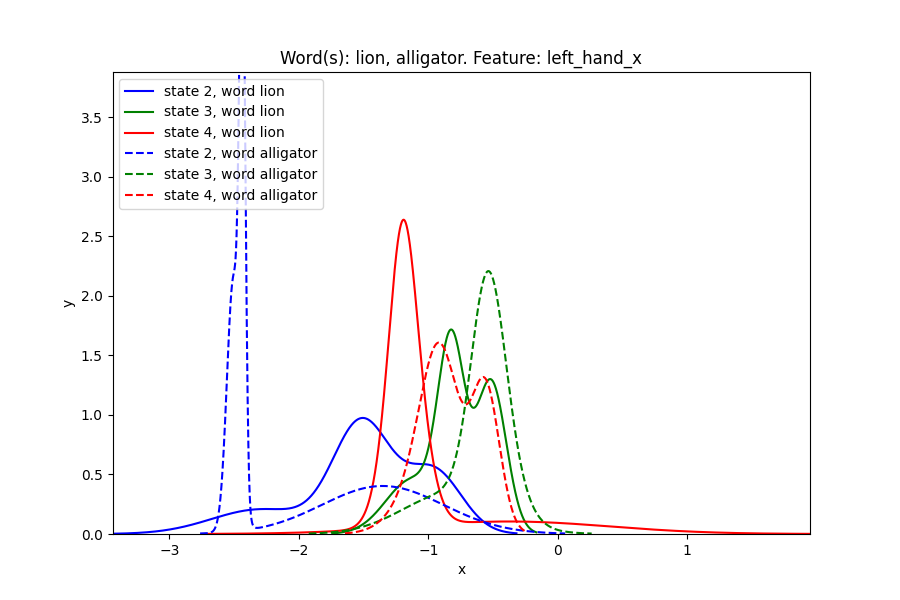 Word(s): lion, alligator. Feature: left_hand_x
state 2, word lion
state 3, word lion
state 4, word lion
state 2, word alligator
state 3, word alligator
state 4, word alligator
3.5
3.0
2.5
2.0
1.5
1.0
0.5
0.0
y
−3
−2
−1
0
1
x